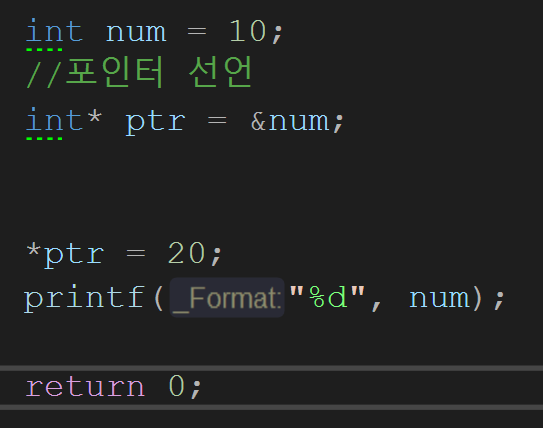 int num = 10;
//포인터 선언
int* ptr = &num;
*ptr = 20;
printf(_Format:"%d", num);
return 0;